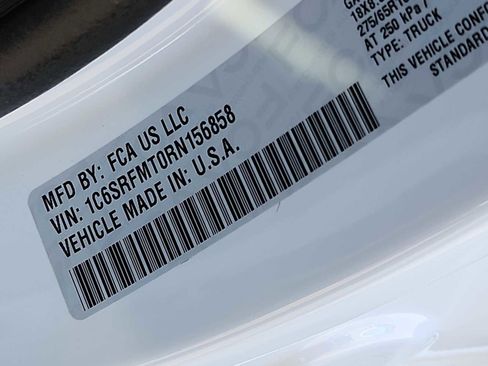 MFD BY: FCA US LLC
VIN: 1C6SRFMT0RN156858
VEHICLE MADE IN: U.S.A.
275/65R
AT 250 kPa /
TYPE: TRUCK
THIS VEHICLE CONFO
STANDARD